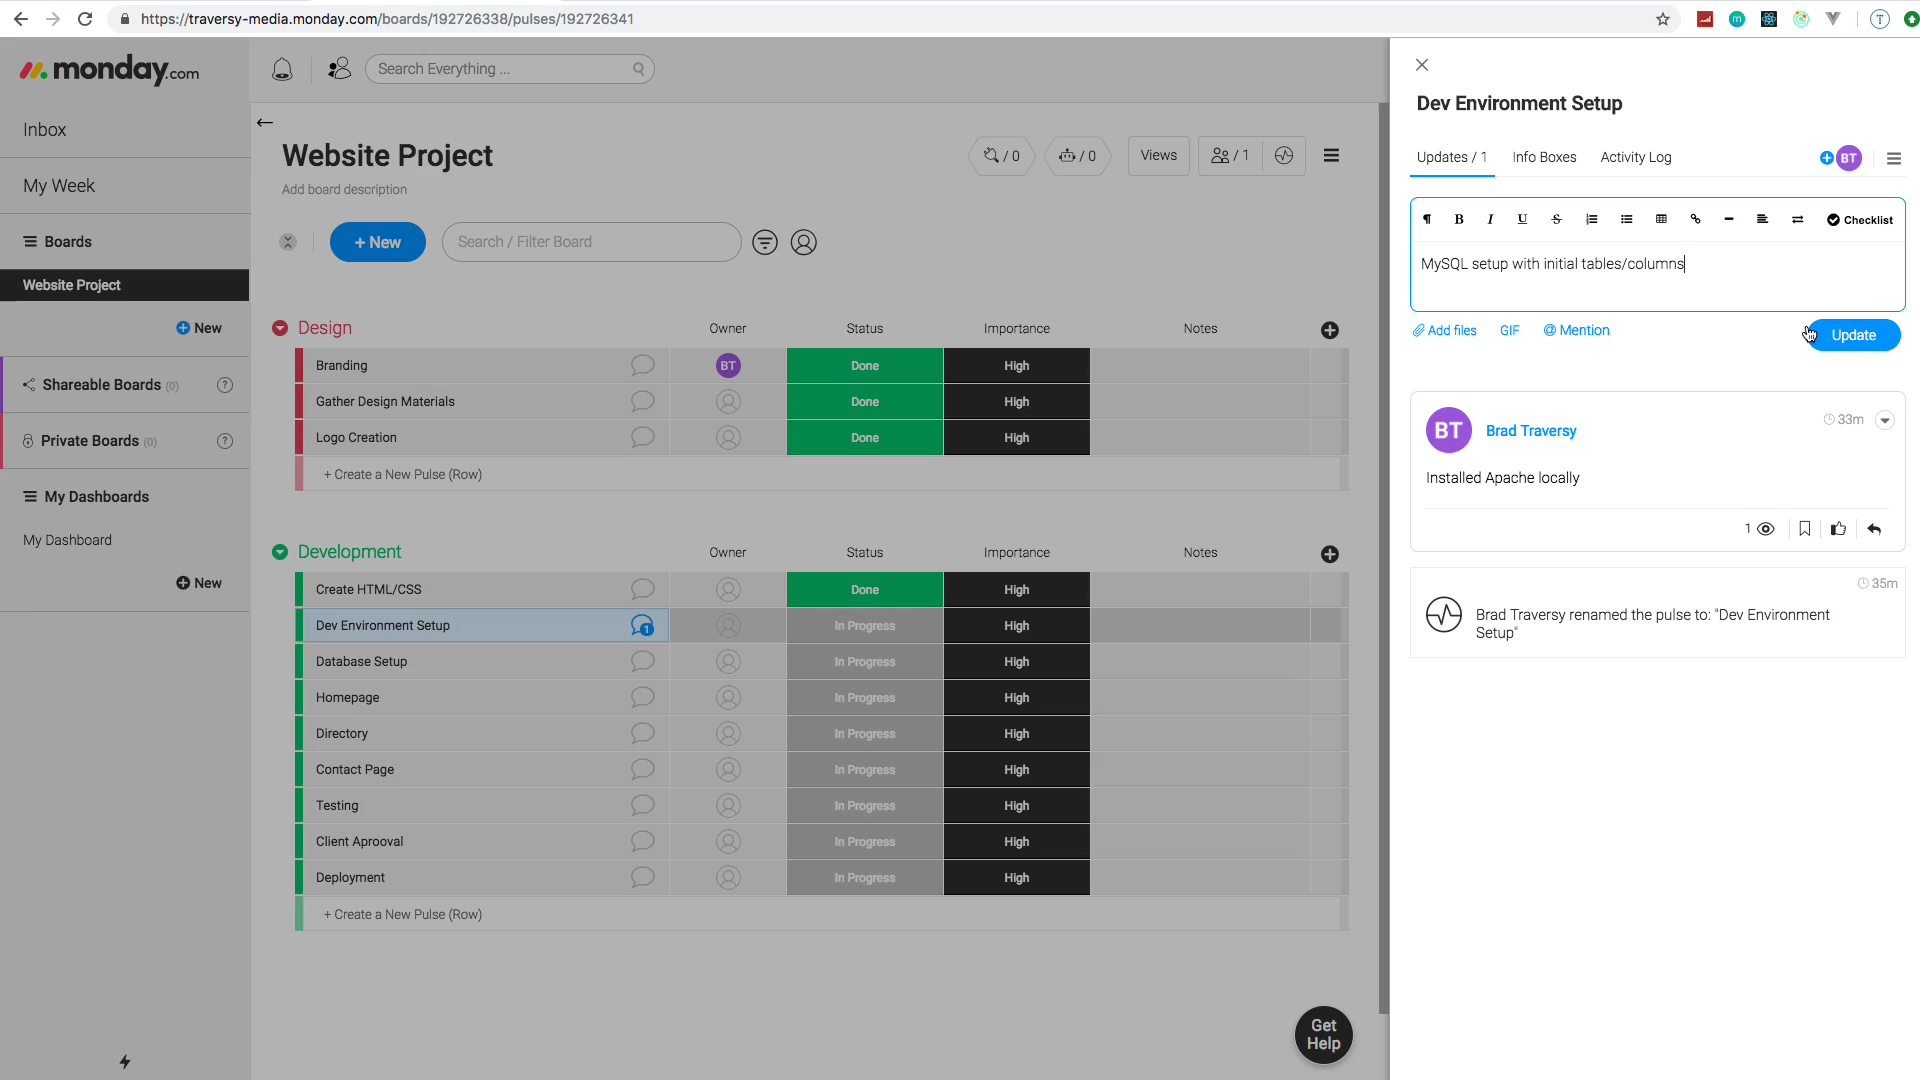 https://traversy-media.monday.com/boards/192726338/pulses/192726341
monday.com
Search Everything ...
Inbox
My Week
Boards
Website Project
New
Shareable Boards (0)
?
Private Boards (0)
?
My Dashboards
My Dashboard
New
Website Project
Add board description
/ 0
/ 0
Views
/ 1
+ New
Search / Filter Board
Design Owner Status Importance Notes
Branding BT Done High
Gather Design Materials Done High
Logo Creation Done High
+ Create a New Pulse (Row)
Development Owner Status Importance Notes
Create HTML/CSS Done High
Dev Environment Setup 1 In Progress High
Database Setup In Progress High
Homepage In Progress High
Directory In Progress High
Contact Page In Progress High
Testing In Progress High
Client Aprooval In Progress High
Deployment In Progress High
+ Create a New Pulse (Row)
Get
Help
Dev Environment Setup
Updates / 1 Info Boxes Activity Log BT
B I U S Checklist
MySQL setup with initial tables/columns
Add files GIF @ Mention Update
BT Brad Traversy 33m
Installed Apache locally
1
35m
Brad Traversy renamed the pulse to: "Dev Environment
Setup"